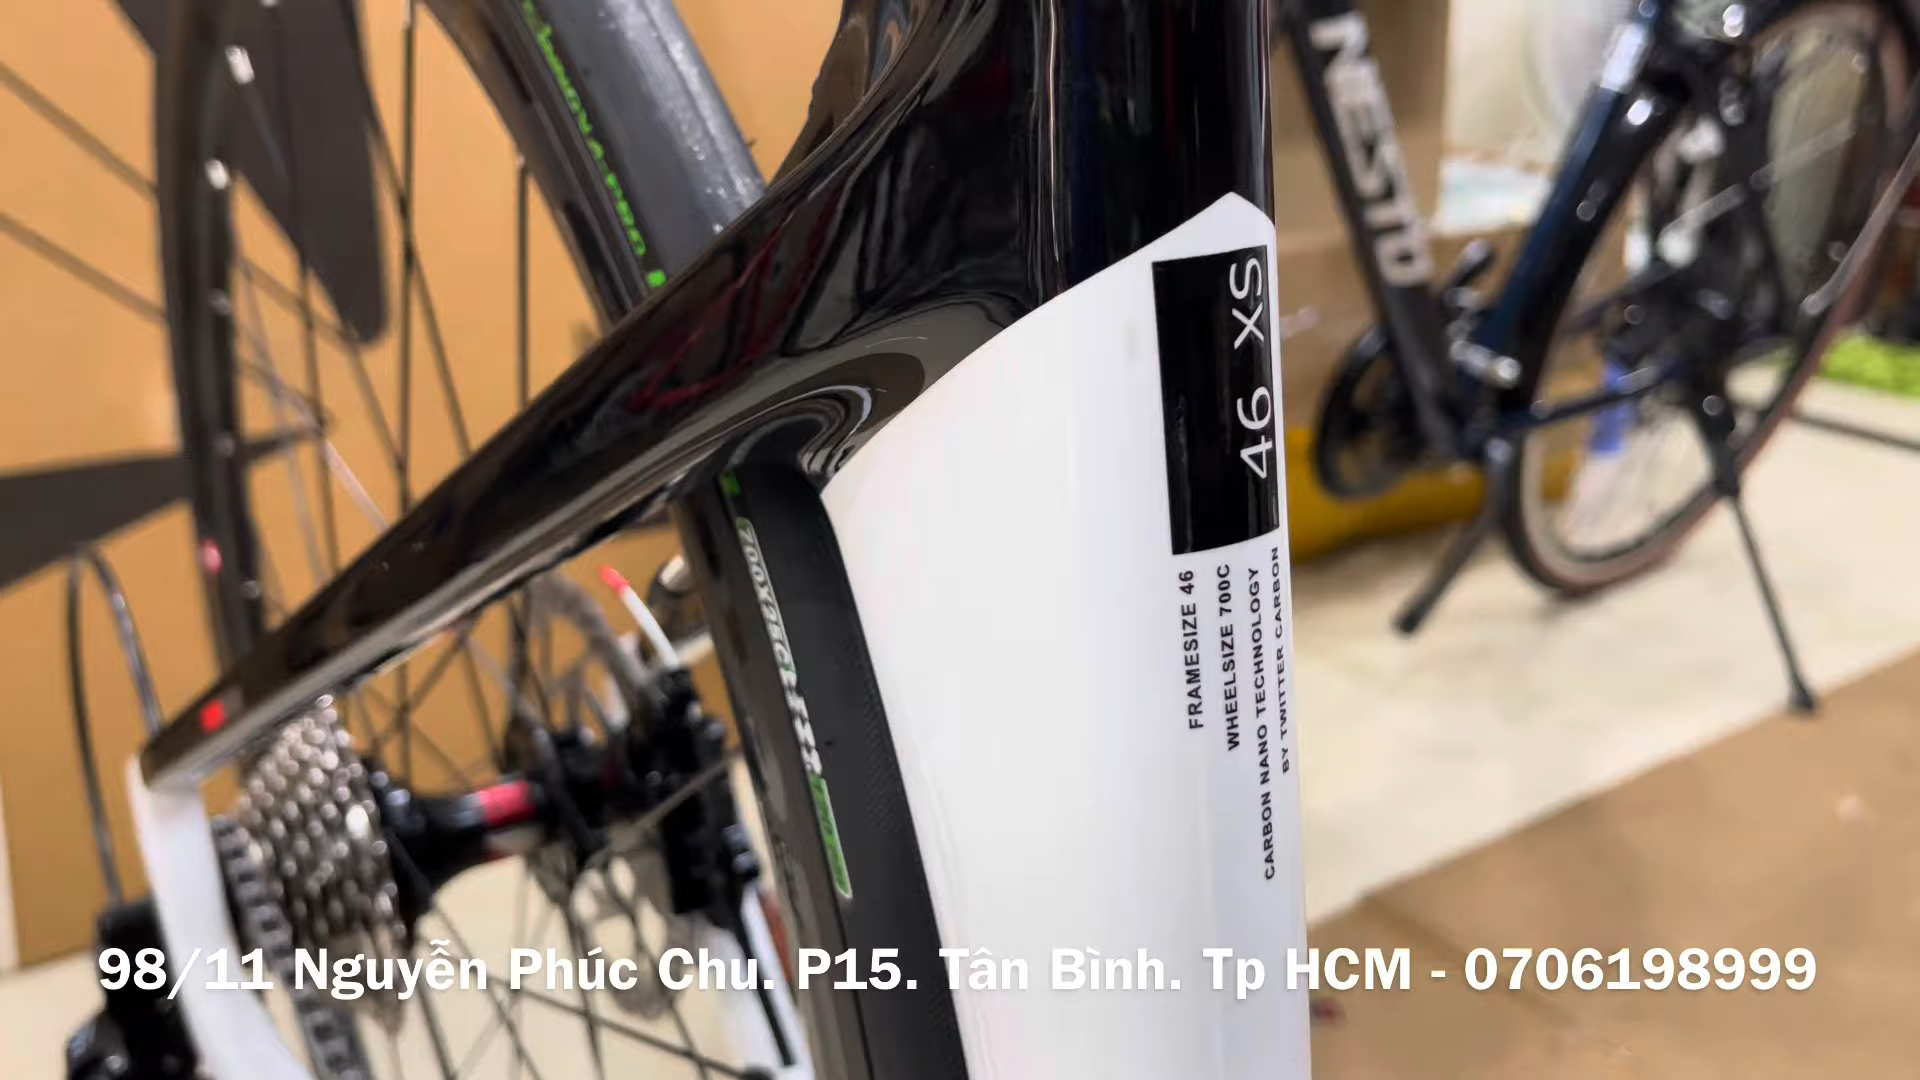 NESTO
46 XS
FRAMESIZE 46
WHEELSIZE 700C
CARBON NANO TECHNOLOGY
BY TWITTER CARBON
98/11 Nguyễn Phúc Chu. P15. Tân Bình. Tp HCM - 0706198999